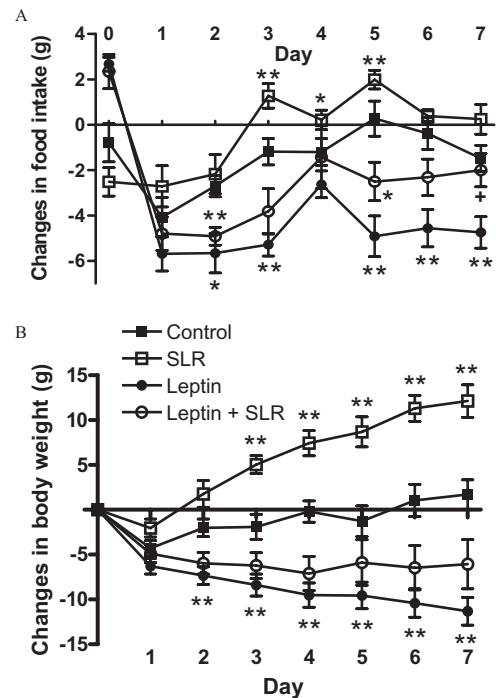 A
Changes in food intake (g)
4
2
0
-2
-4
-6
0 1 2 3 4 5 6 7
Day
** * **
** * +
* ** ** ** **
B
Control
SLR
Leptin
Leptin + SLR
Changes in body weight (g)
15
10
5
-5
-10
-15
** ** ** ** **
** ** ** ** ** **
1 2 3 4 5 6 7
Day